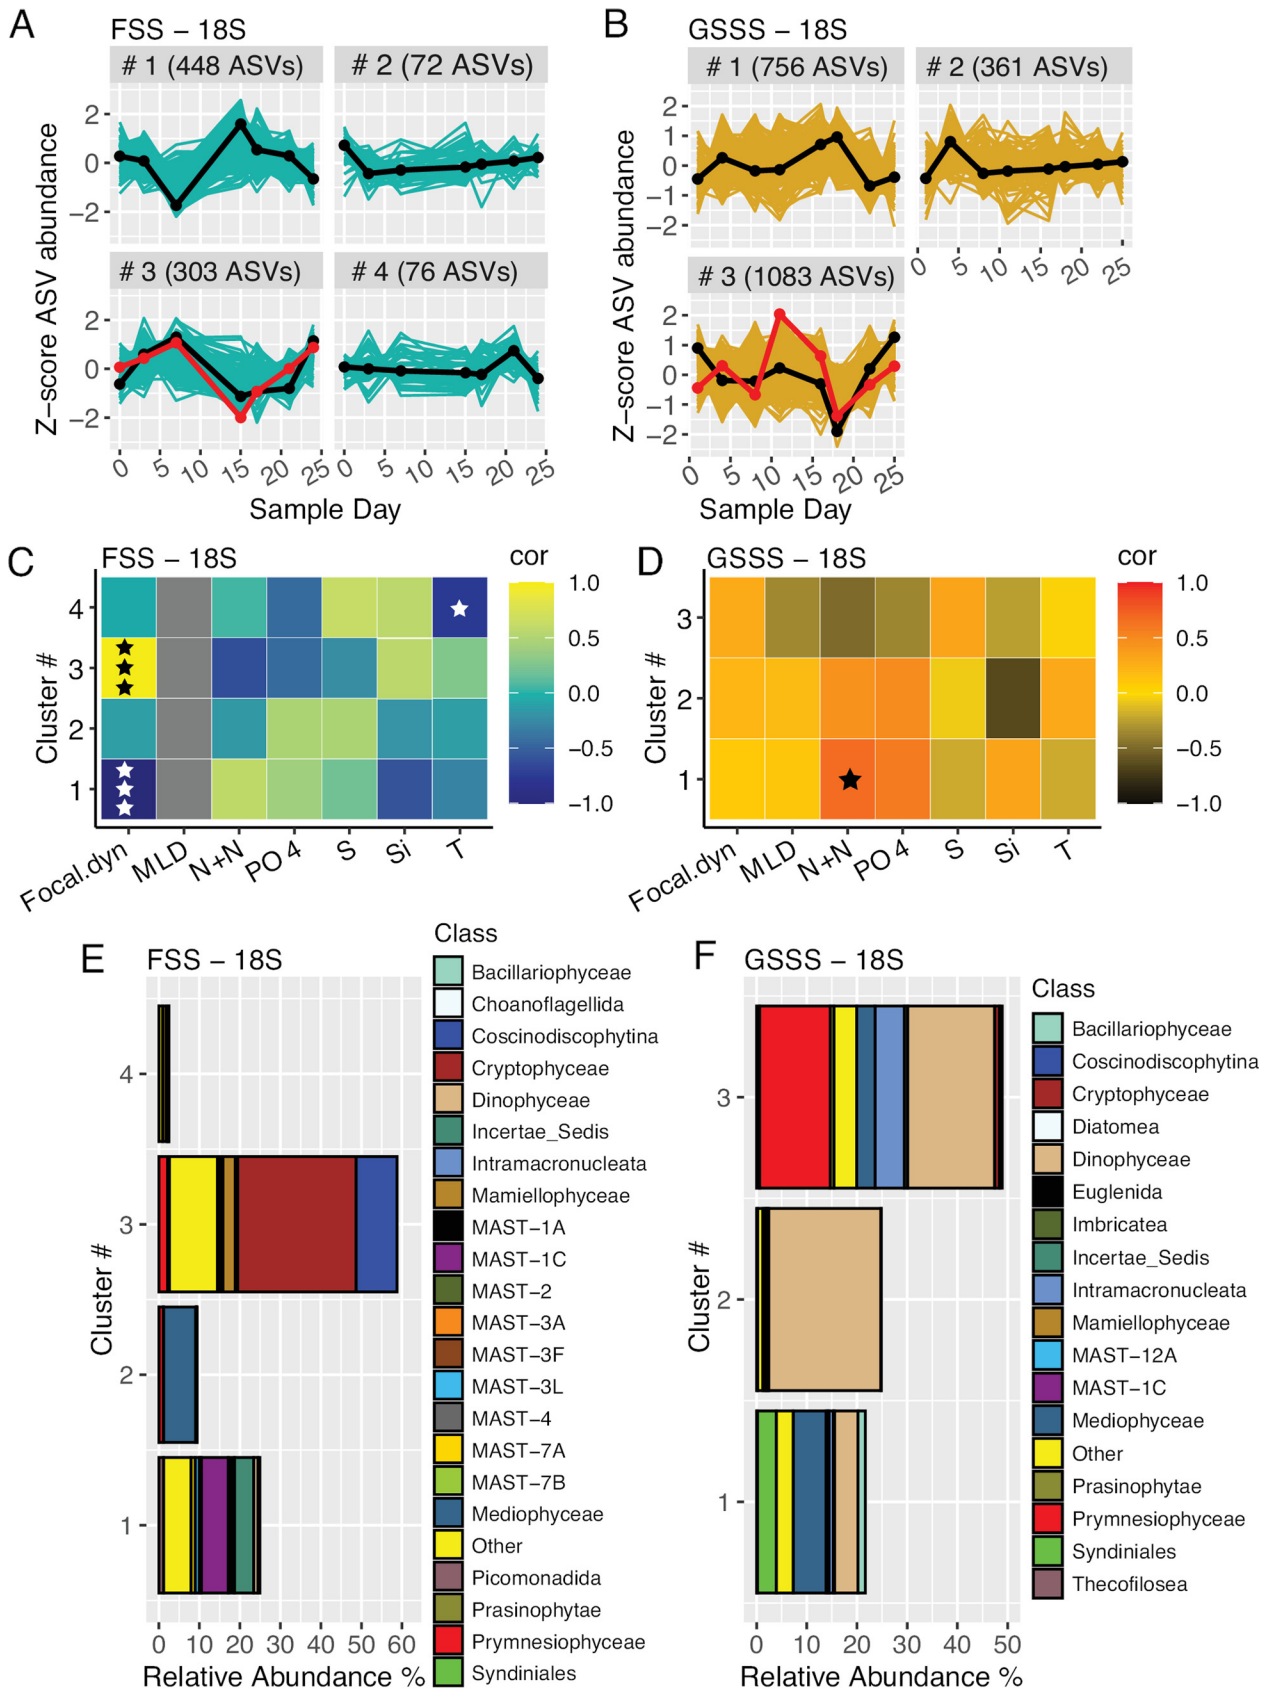 A
FSS − 18S
# 1 (448 ASVs)
# 2 (72 ASVs)
2
0
−2
# 3 (303 ASVs)
# 4 (76 ASVs)
2
0
−2
0 5 10 15 20 25
0 5 10 15 20 25
Z−score ASV abundance
Sample Day
B
GSSS − 18S
# 1 (756 ASVs)
# 2 (361 ASVs)
2
1
0
−1
−2
0 5 10 15 20 25
# 3 (1083 ASVs)
2
1
0
−1
−2
0 5 10 15 20 25
Z−score ASV abundance
Sample Day
C
FSS − 18S
4
3
2
1
Cluster #
Focal.dyn MLD N+N PO4 S Si T
cor
1.0
0.5
0.0
−0.5
−1.0
D
GSSS − 18S
3
2
1
Cluster #
Focal.dyn MLD N+N PO4 S Si T
cor
1.0
0.5
0.0
−0.5
−1.0
E
FSS − 18S
4
3
2
1
Cluster #
0 10 20 30 40 50 60
Relative Abundance %
Class
Bacillariophyceae
Choanoflagellida
Coscinodiscophytina
Cryptophyceae
Dinophyceae
Incertae_Sedis
Intramacronucleata
Mamiellophyceae
MAST−1A
MAST−1C
MAST−2
MAST−3A
MAST−3F
MAST−3L
MAST−4
MAST−7A
MAST−7B
Mediophyceae
Other
Picomonadida
Prasinophytae
Prymnesiophyceae
Syndiniales
F
GSSS − 18S
3
2
1
Cluster #
0 10 20 30 40 50
Relative Abundance %
Class
Bacillariophyceae
Coscinodiscophytina
Cryptophyceae
Diatomea
Dinophyceae
Euglenida
Imbricatea
Incertae_Sedis
Intramacronucleata
Mamiellophyceae
MAST−12A
MAST−1C
Mediophyceae
Other
Prasinophytae
Prymnesiophyceae
Syndiniales
Thecofilosea